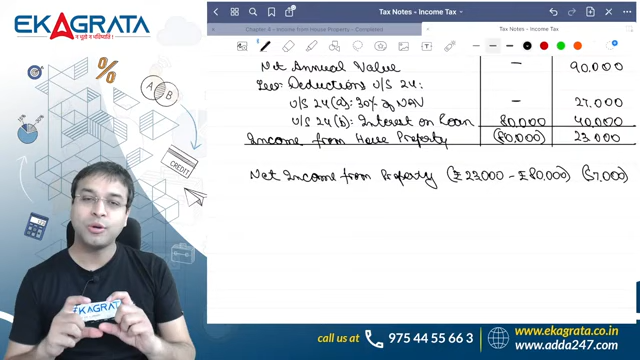 EKAGRATA
Tax Notes - Income Tax
Chapter 4 - Income from House Property - Completed
Tax Notes - Income Tax
Net Annual Value - 90,000
Less: Deductions U/S 24:
U/S 24(a): 30% of NAV - 27,000
U/S 24(b): Interest on Loan 80,000 40,000
Income from House Property (80,000) 23,000
Net Income from Property (₹23,000 - ₹80,000) (57,000)
%
A
B
CREDIT
EKAGRATA
call us at 975 44 55 66 3
www.ekagrata.co.in
www.adda247.com